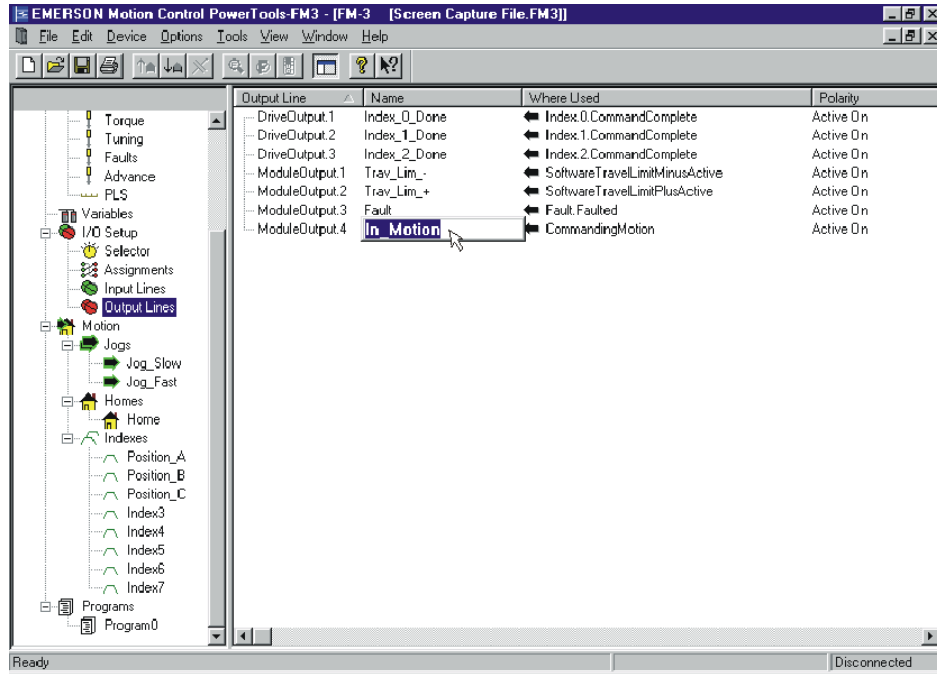 EMERSON Motion Control PowerTools-FM3 - [FM-3 [Screen Capture File.FM3]]
File Edit Device Options Tools View Window Help
Torque
Tuning
Faults
Advance
PLS
Variables
I/O Setup
Selector
Assignments
Input Lines
Output Lines
Motion
Jogs
Jog_Slow
Jog_Fast
Homes
Home
Indexes
Position_A
Position_B
Position_C
Index3
Index4
Index5
Index6
Index7
Programs
Program0
Output Line Name Where Used Polarity
DriveOutput.1 Index_0_Done Index.0.CommandComplete Active On
DriveOutput.2 Index_1_Done Index.1.CommandComplete Active On
DriveOutput.3 Index_2_Done Index.2.CommandComplete Active On
ModuleOutput.1 Trav_Lim_- SoftwareTravelLimitMinusActive Active On
ModuleOutput.2 Trav_Lim_+ SoftwareTravelLimitPlusActive Active On
ModuleOutput.3 Fault Fault.Faulted Active On
ModuleOutput.4 In_Motion CommandingMotion Active On
Ready Disconnected